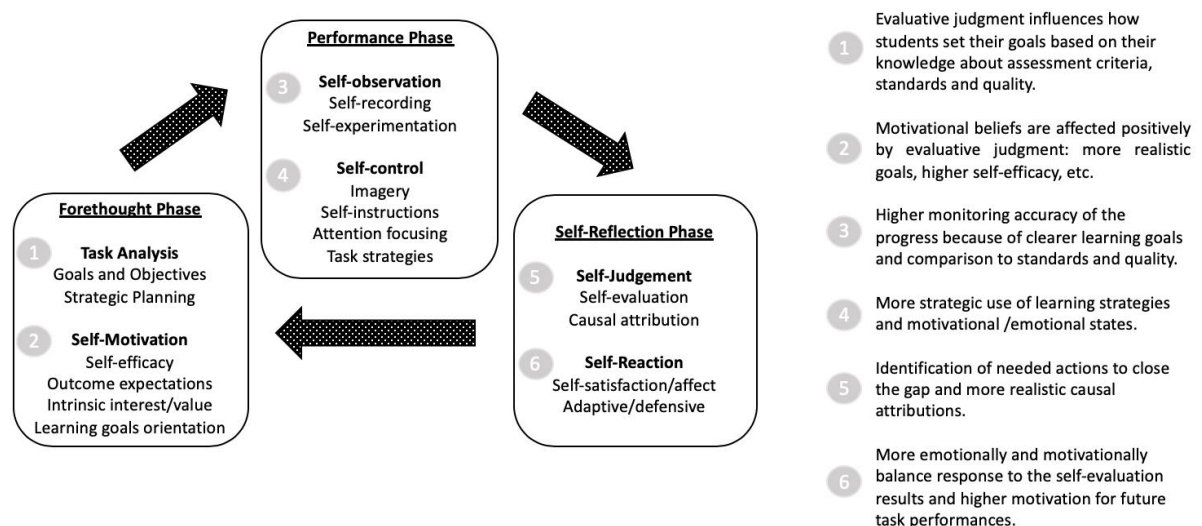 Performance Phase
3
Self-observation
Self-recording
Self-experimentation
4
Self-control
Imagery
Self-instructions
Attention focusing
Task strategies
Forethought Phase
1
Task Analysis
Goals and Objectives
Strategic Planning
2
Self-Motivation
Self-efficacy
Outcome expectations
Intrinsic interest/value
Learning goals orientation
Self-Reflection Phase
5
Self-Judgement
Self-evaluation
Causal attribution
6
Self-Reaction
Self-satisfaction/affect
Adaptive/defensive
1
Evaluative judgment influences how
students set their goals based on their
knowledge about assessment criteria,
standards and quality.
2
Motivational beliefs are affected positively
by evaluative judgment: more realistic
goals, higher self-efficacy, etc.
3
Higher monitoring accuracy of the
progress because of clearer learning goals
and comparison to standards and quality.
4
More strategic use of learning strategies
and motivational /emotional states.
5
Identification of needed actions to close
the gap and more realistic causal
attributions.
6
More emotionally and motivationally
balance response to the self-evaluation
results and higher motivation for future
task performances.